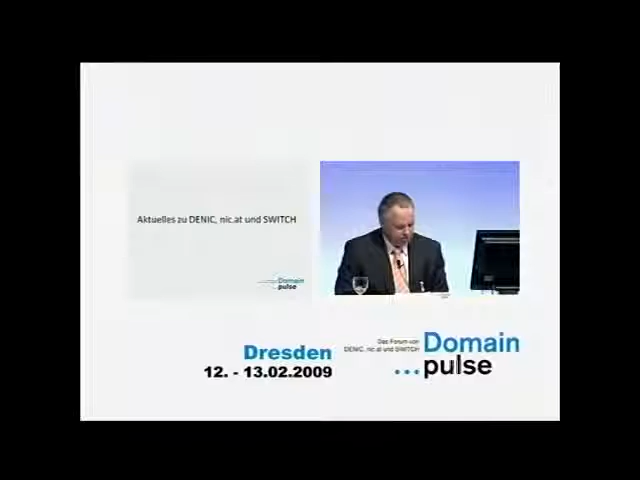 Aktuelles zu DENIC, nic.at und SWITCH
Domain
...pulse
Dresden
12. - 13.02.2009
Das Forum von
DENIC, nic.at und SWITCH
Domain
...pulse